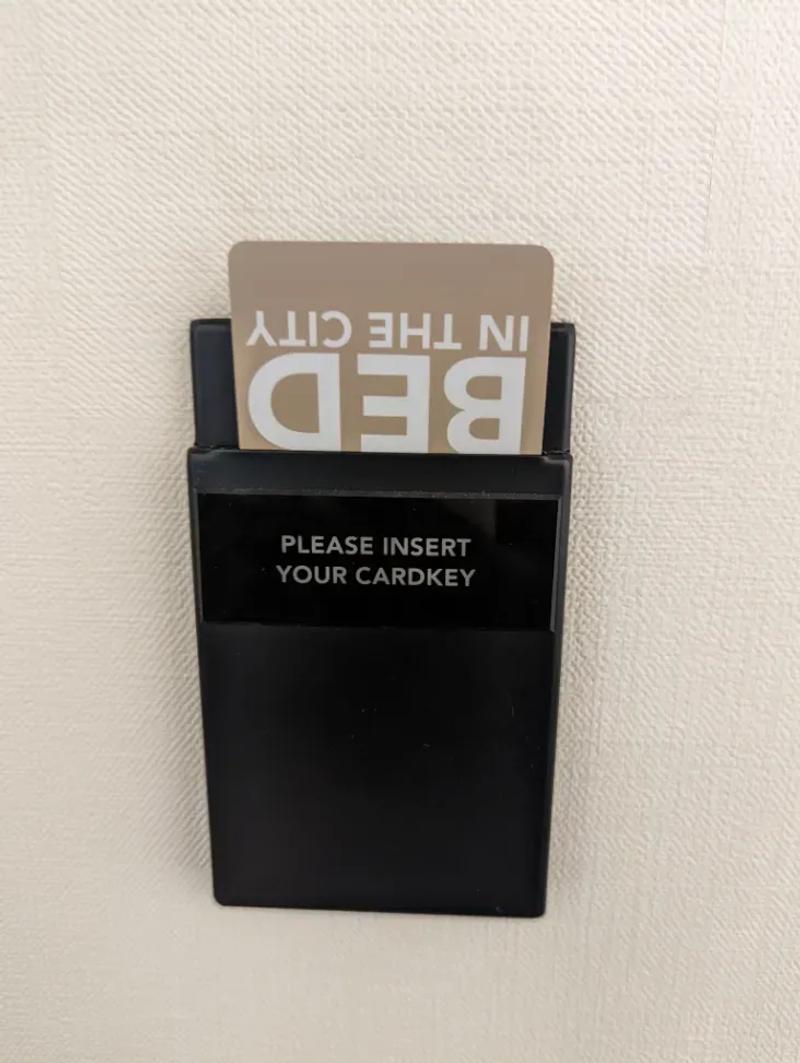 BED
IN THE CITY
PLEASE INSERT
YOUR CARDKEY